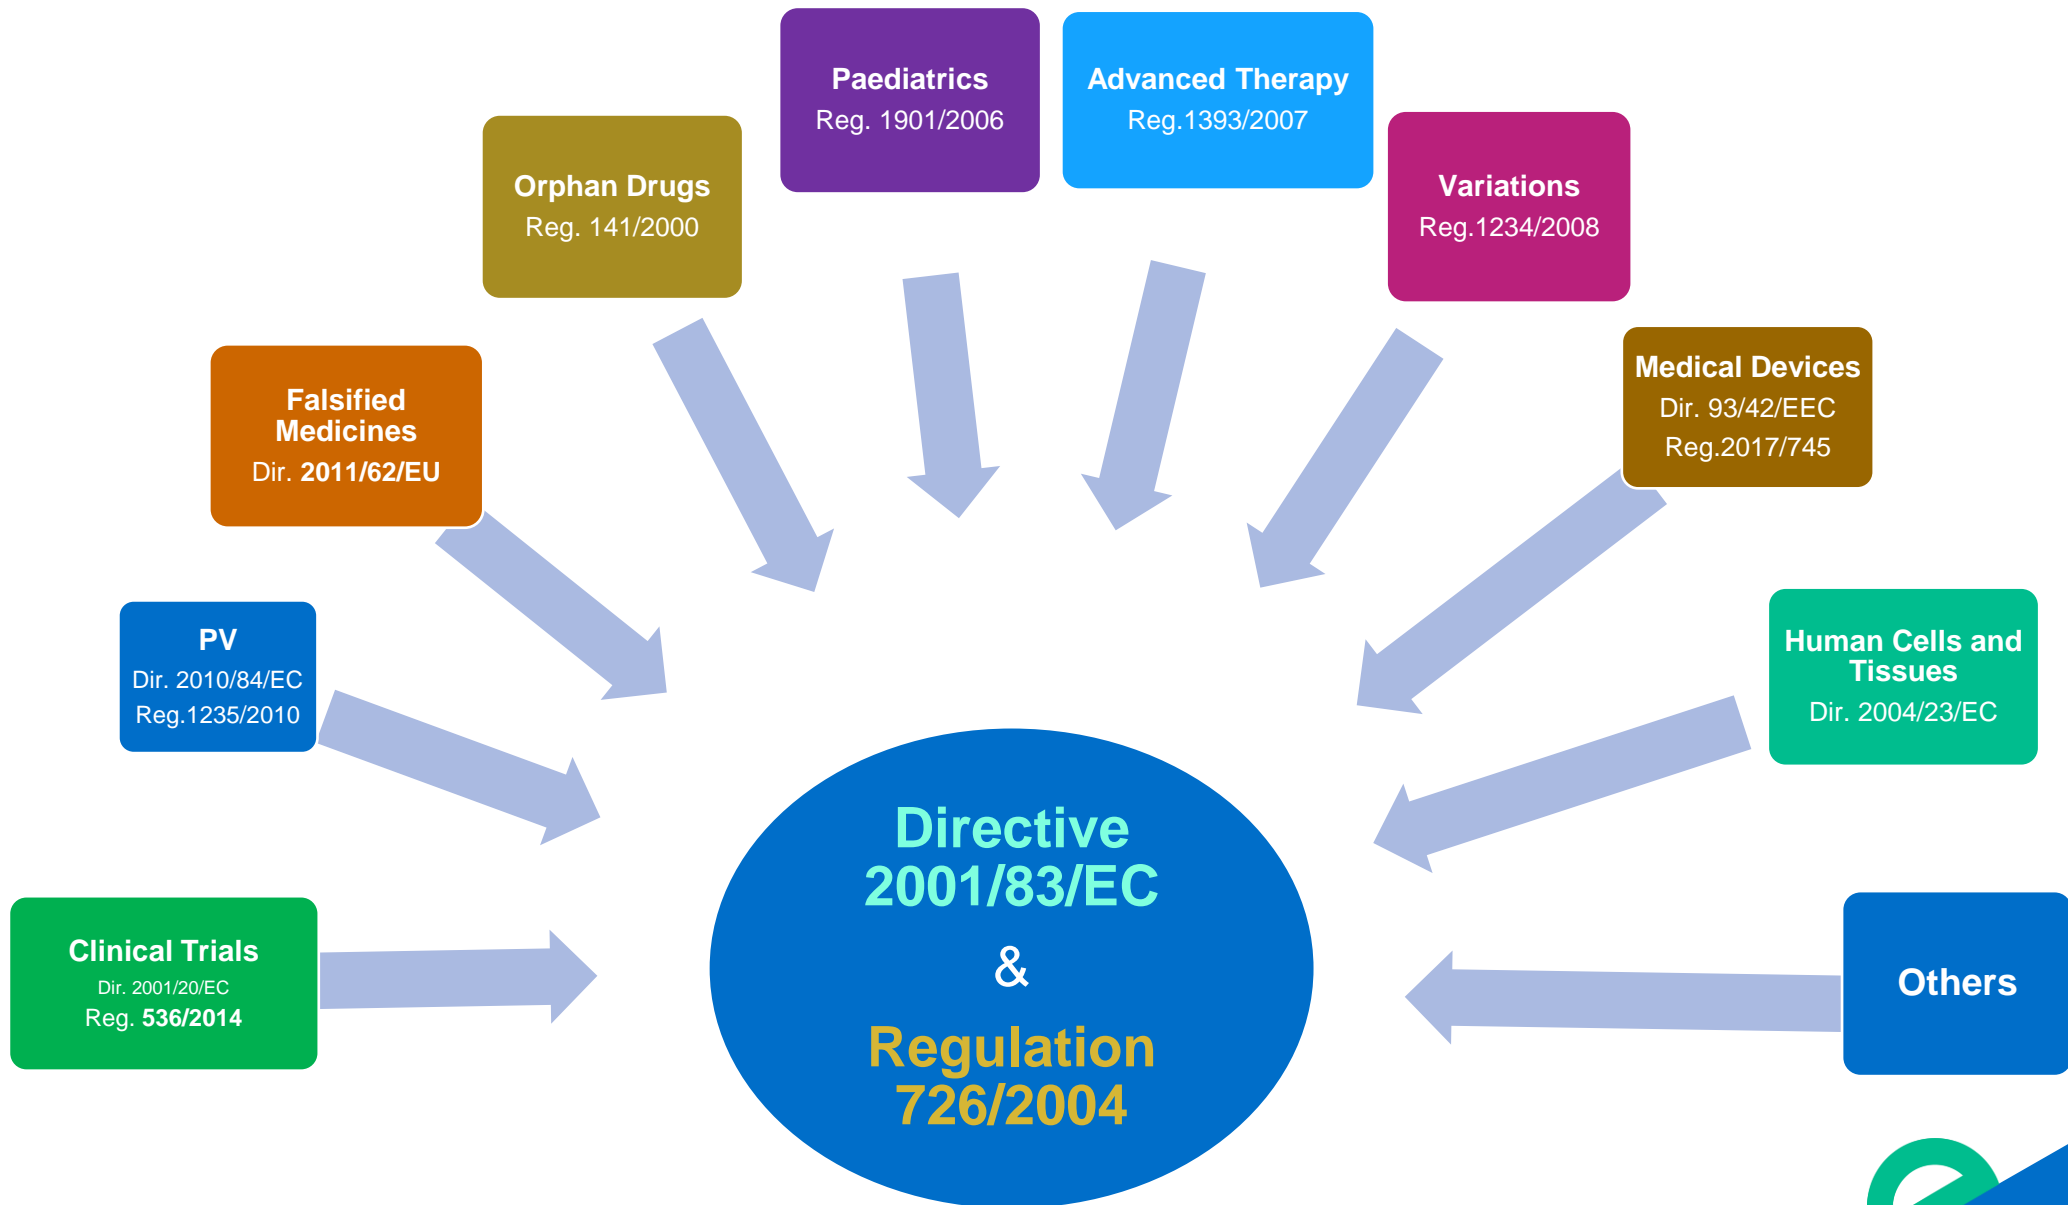 Paediatrics
Reg. 1901/2006
Advanced Therapy
Reg.1393/2007
Orphan Drugs
Reg. 141/2000
Variations
Reg.1234/2008
Falsified
Medicines
Dir. 2011/62/EU
Medical Devices
Dir. 93/42/EEC
Reg.2017/745
PV
Dir. 2010/84/EC
Reg.1235/2010
Human Cells and
Tissues
Dir. 2004/23/EC
Clinical Trials
Dir. 2001/20/EC
Reg. 536/2014
Directive
2001/83/EC
&
Regulation
726/2004
Others